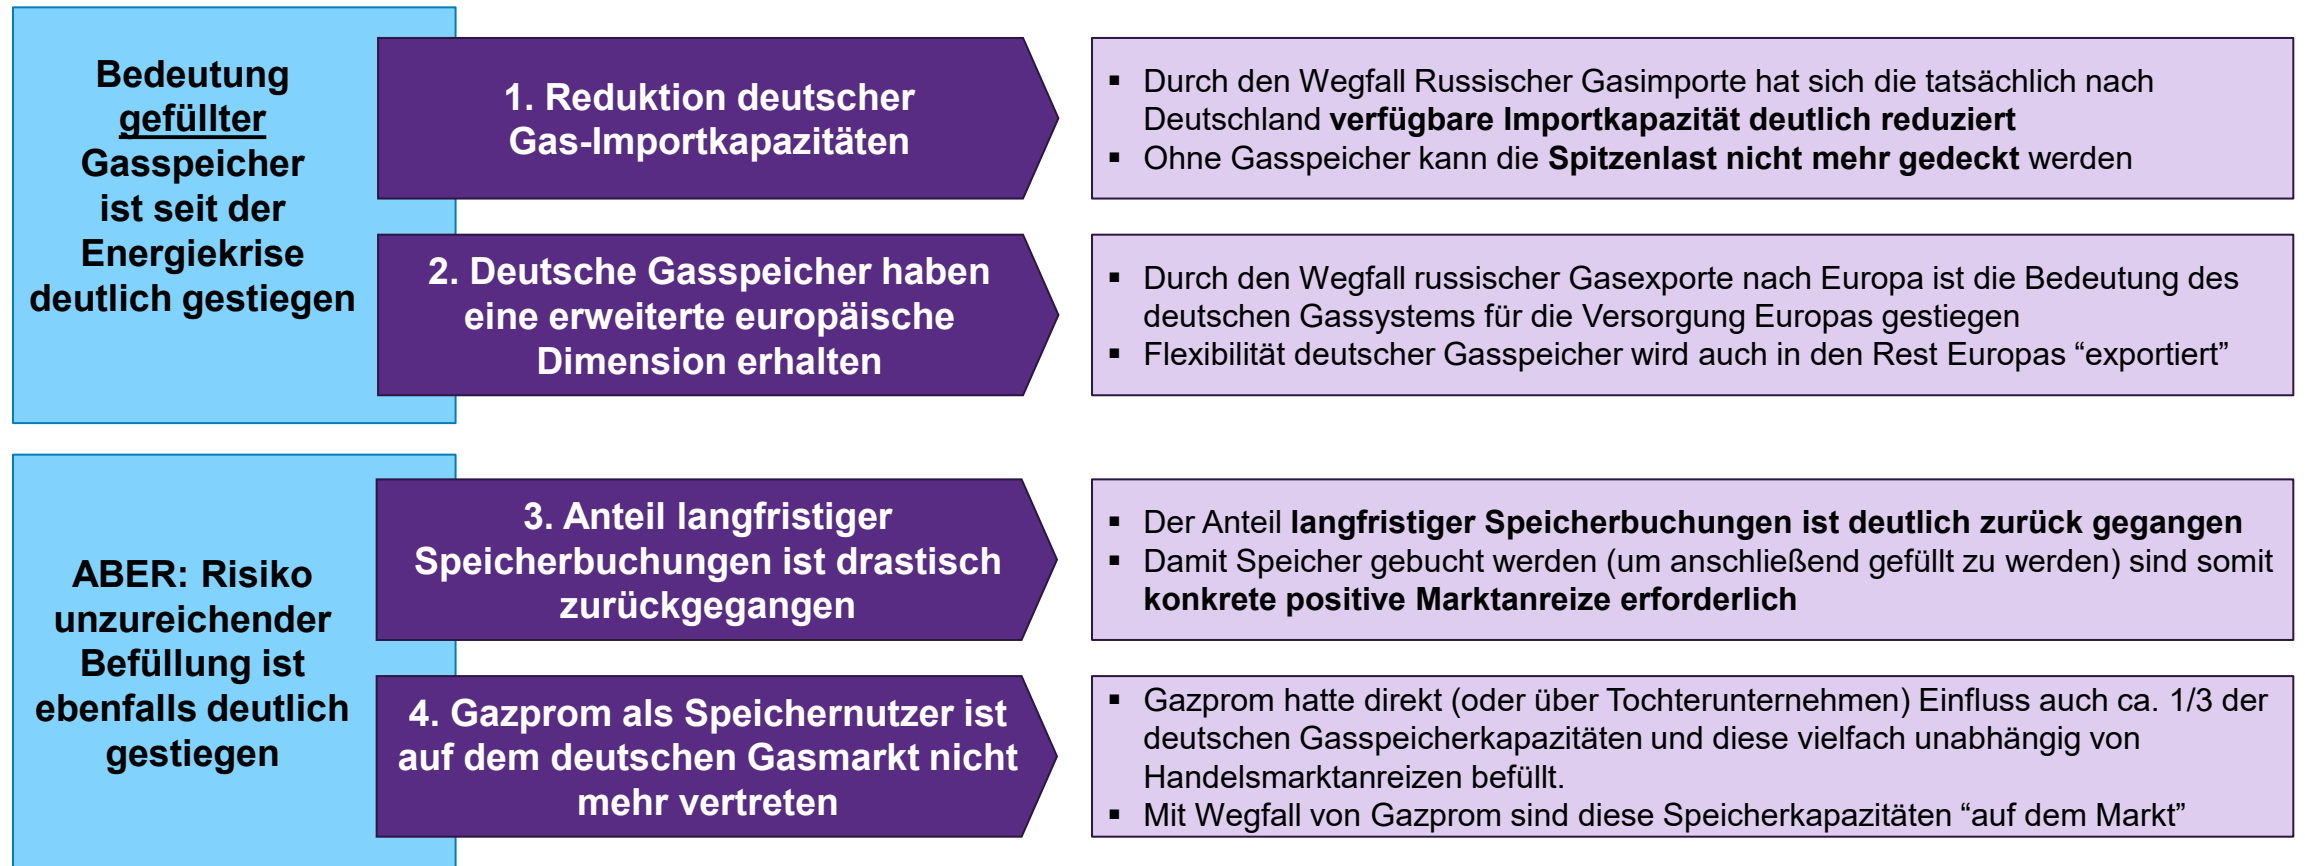 Bedeutung
gefüllter
Gasspeicher
ist seit der
Energiekrise
deutlich gestiegen
1. Reduktion deutscher
Gas-Importkapazitäten
▪ Durch den Wegfall Russischer Gasimporte hat sich die tatsächlich nach
Deutschland verfügbare Importkapazität deutlich reduziert
▪ Ohne Gasspeicher kann die Spitzenlast nicht mehr gedeckt werden
2. Deutsche Gasspeicher haben
eine erweiterte europäische
Dimension erhalten
▪ Durch den Wegfall russischer Gasexporte nach Europa ist die Bedeutung des
deutschen Gassystems für die Versorgung Europas gestiegen
▪ Flexibilität deutscher Gasspeicher wird auch in den Rest Europas “exportiert”
ABER: Risiko
unzureichender
Befüllung ist
ebenfalls deutlich
gestiegen
3. Anteil langfristiger
Speicherbuchungen ist drastisch
zurückgegangen
▪ Der Anteil langfristiger Speicherbuchungen ist deutlich zurück gegangen
▪ Damit Speicher gebucht werden (um anschließend gefüllt zu werden) sind somit
konkrete positive Marktanreize erforderlich
4. Gazprom als Speichernutzer ist
auf dem deutschen Gasmarkt nicht
mehr vertreten
▪ Gazprom hatte direkt (oder über Tochterunternehmen) Einfluss auch ca. 1/3 der
deutschen Gasspeicherkapazitäten und diese vielfach unabhängig von
Handelsmarktanreizen befüllt.
▪ Mit Wegfall von Gazprom sind diese Speicherkapazitäten “auf dem Markt”